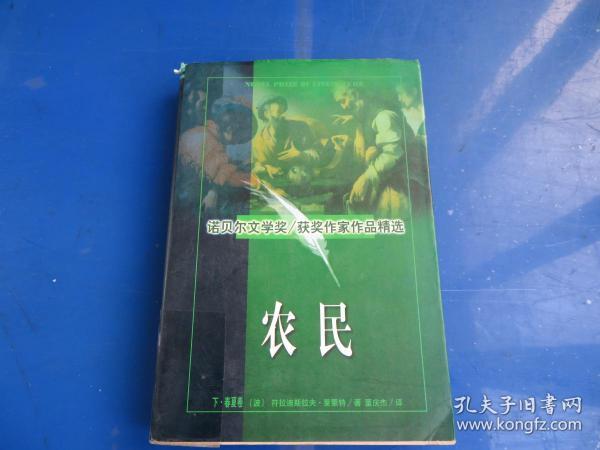 NOBEL PRIZE OF LITERATURE
诺贝尔文学奖/获奖作家作品精选
农民
下·春夏卷 (波) 符拉迪斯拉夫·莱蒙特/著 董庆杰/译
孔夫子旧书网
www.kongfz.com